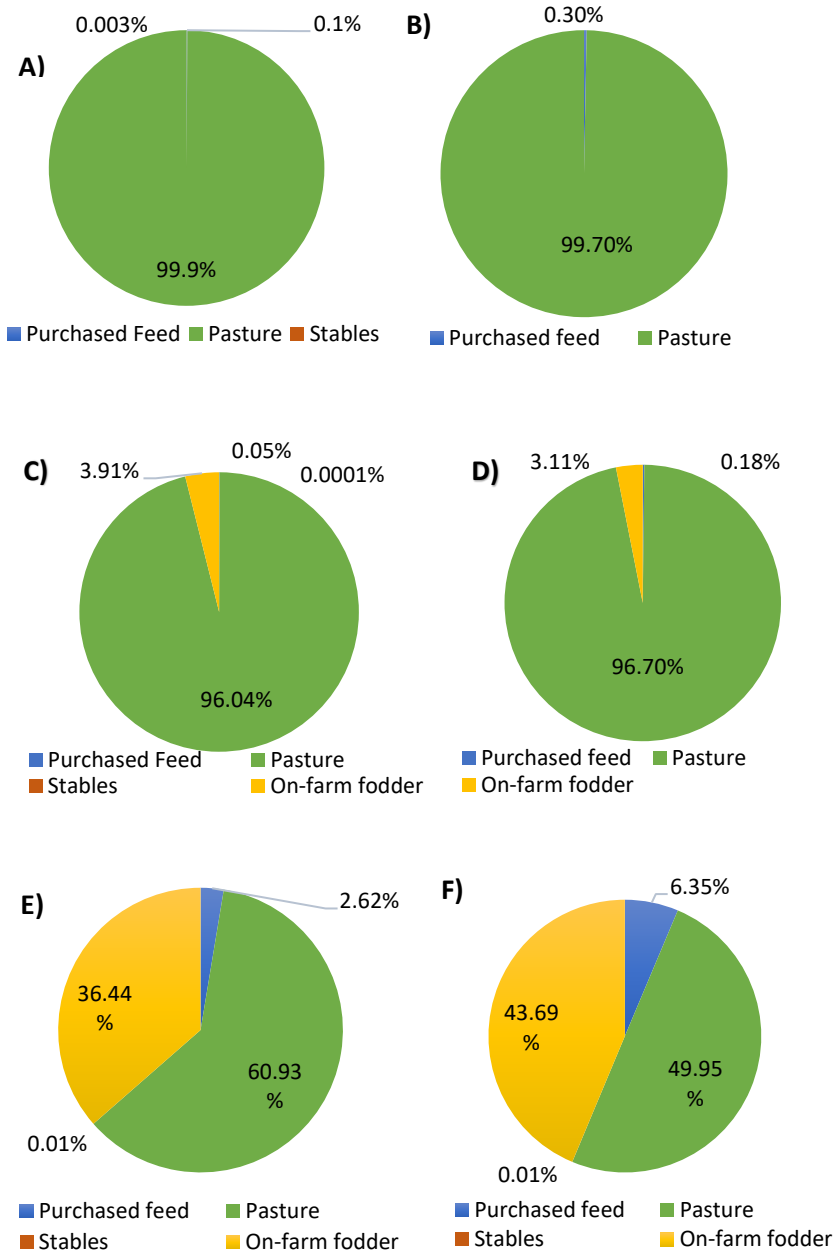 A)
0.003%
0.1%
99.9%
Purchased Feed Pasture Stables
B)
0.30%
99.70%
Purchased feed Pasture
C)
3.91%
0.05%
0.0001%
96.04%
Purchased Feed Pasture
Stables On-farm fodder
D)
3.11%
0.18%
96.70%
Purchased feed Pasture
On-farm fodder
E)
2.62%
36.44
%
60.93
%
0.01%
Purchased feed Pasture
Stables On-farm fodder
F)
6.35%
43.69
%
49.95
%
0.01%
Purchased feed Pasture
Stables On-farm fodder